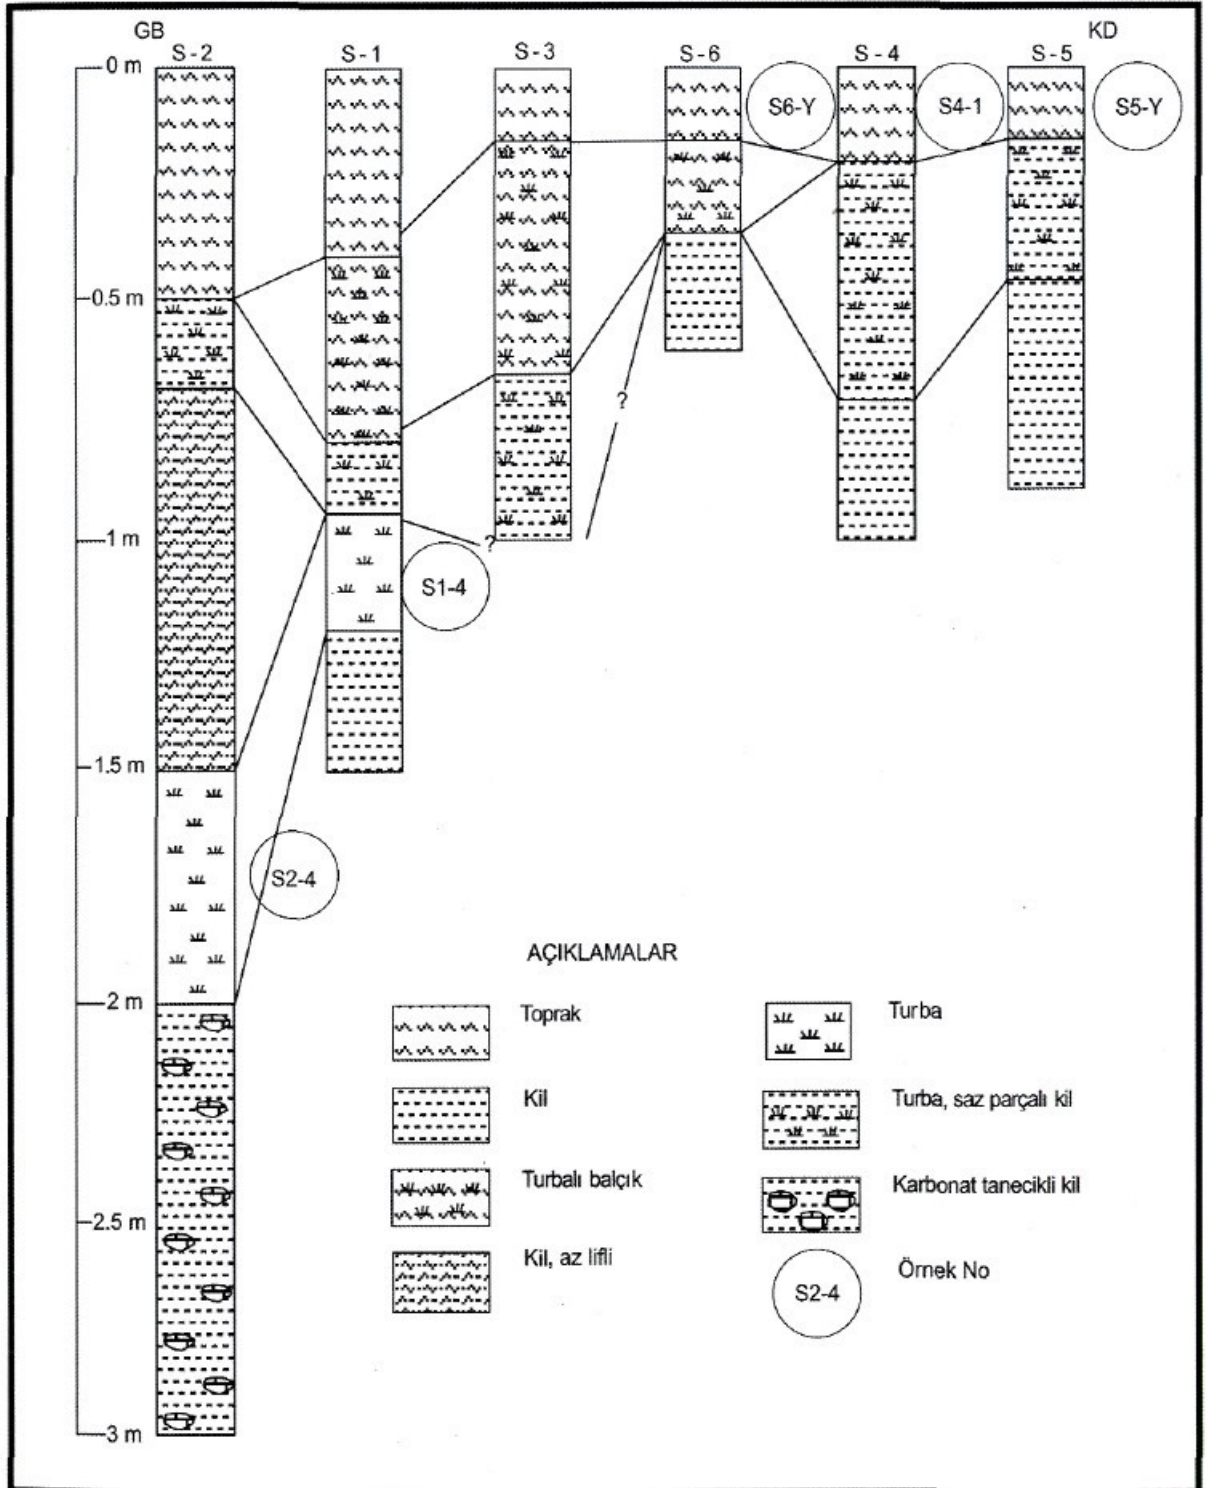 GB
KD
S-2
S-1
S-3
S-6
S-4
S-5
0 m
0.5 m
1 m
1.5 m
2 m
2.5 m
3 m
S6-Y
S4-1
S5-Y
?
?
S1-4
S2-4
AÇIKLAMALAR
Toprak
Kil
Turbalı balçık
Kil, az lifli
Turba
Turba, saz parçalı kil
Karbonat tanecikli kil
Örnek No
S2-4